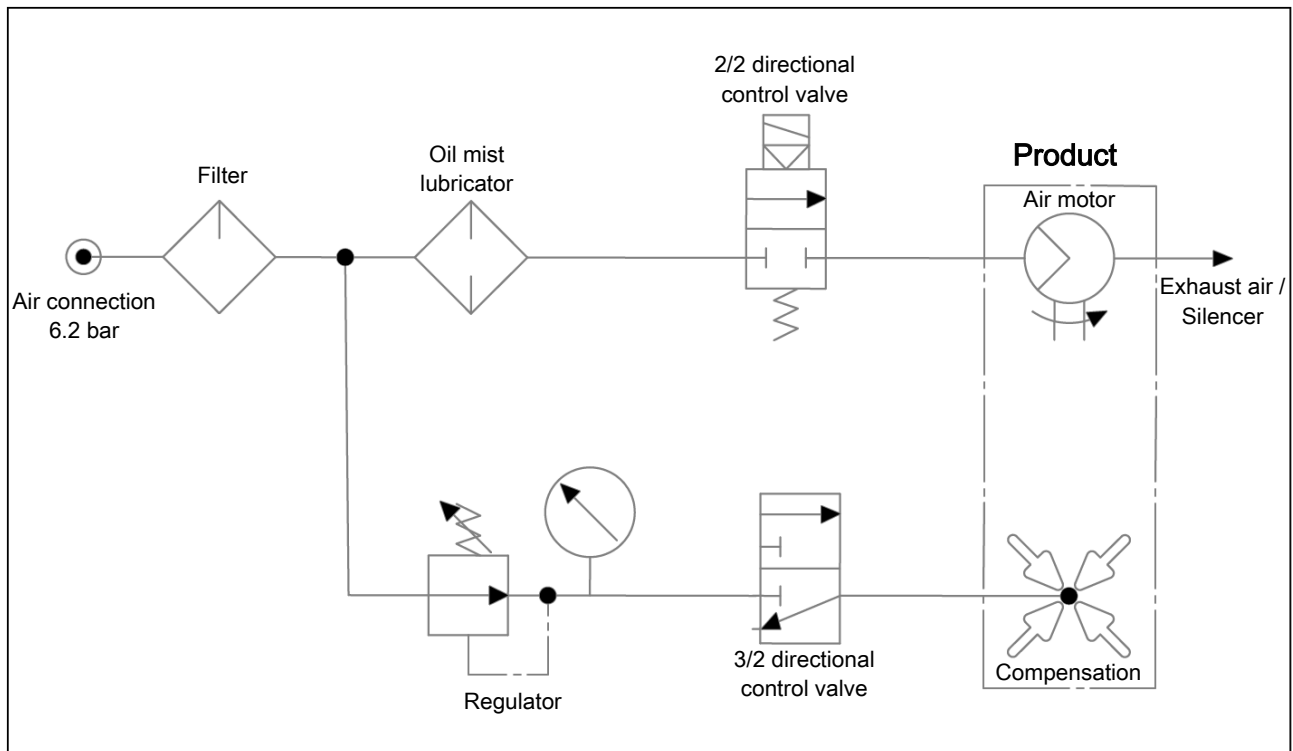 2/2 directional
control valve
Product
Oil mist
lubricator
Filter
Air motor
Air connection
6.2 bar
Exhaust air /
Silencer
3/2 directional
control valve
Compensation
Regulator